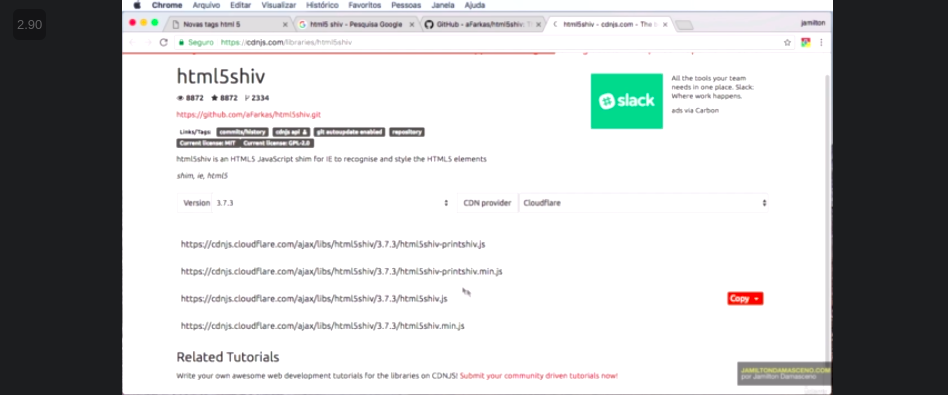 2.90
Chrome Arquivo Editar Visualizar Histórico Favoritos Pessoas Janela Ajuda
Novas tags html 5 × html5 shiv - Pesquisa Google × GitHub - aFarkas/html5shiv: T × html5shiv - cdnjs.com - The × jamilton
Seguro https://cdnjs.com/libraries/html5shiv
html5shiv
8872 8872 2334
https://github.com/aFarkas/html5shiv.git
Links/Tags: commits/history cdnjs api git autoupdate enabled repository
Current license: MIT Current license: GPL-2.0
html5shiv is an HTML5 JavaScript shim for IE to recognise and style the HTML5 elements
shim, ie, html5
slack
All the tools your team
needs in one place. Slack:
Where work happens.
ads via Carbon
Version 3.7.3 CDN provider Cloudflare
https://cdnjs.cloudflare.com/ajax/libs/html5shiv/3.7.3/html5shiv-printshiv.js
https://cdnjs.cloudflare.com/ajax/libs/html5shiv/3.7.3/html5shiv-printshiv.min.js
https://cdnjs.cloudflare.com/ajax/libs/html5shiv/3.7.3/html5shiv.js Copy
https://cdnjs.cloudflare.com/ajax/libs/html5shiv/3.7.3/html5shiv.min.js
Related Tutorials
Write your own awesome web development tutorials for the libraries on CDNJS! Submit your community driven tutorials now!
JAMILTONDAMASCENO.COM
por Jamilton Damasceno